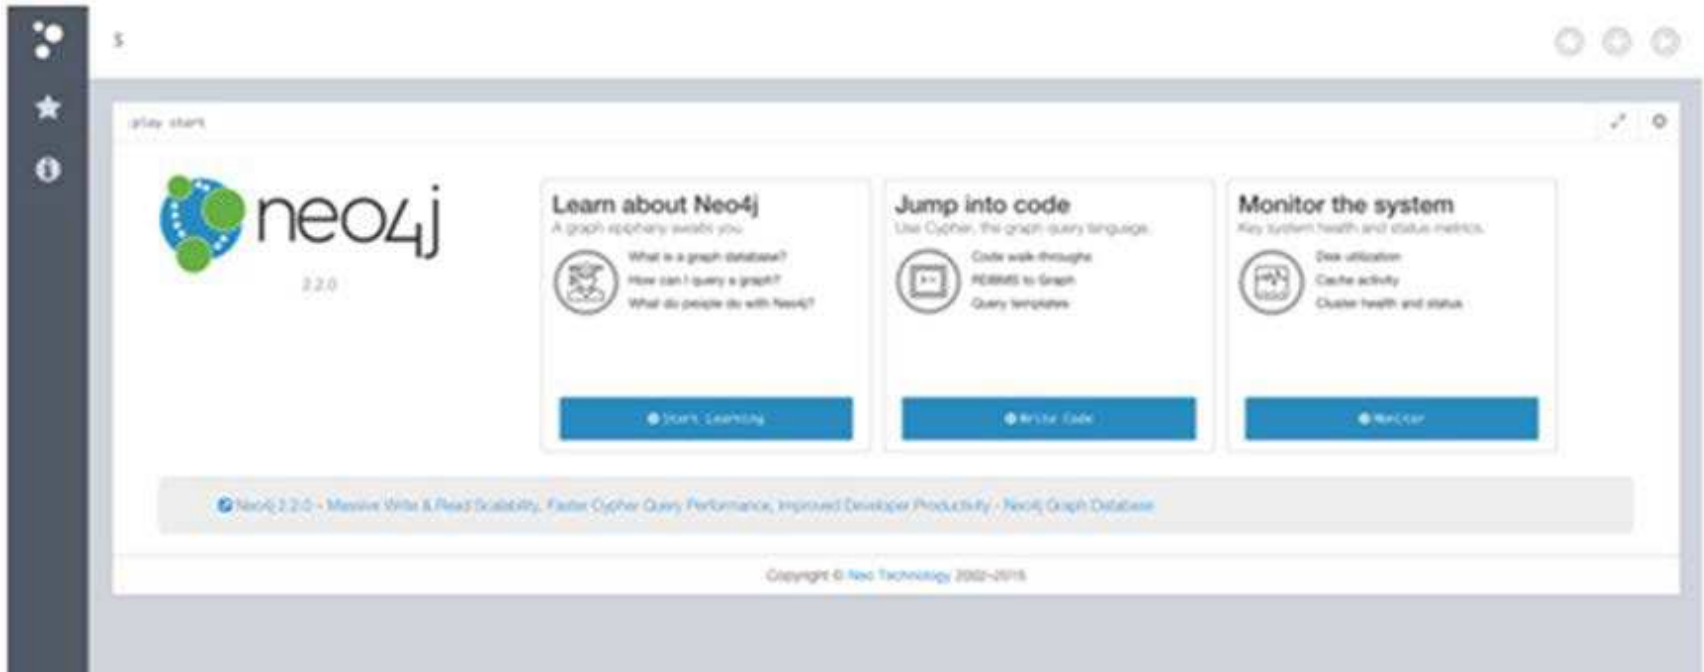 $
:play start
neo4j
2.2.0
Learn about Neo4j
A graph epiphany awaits you.
What is a graph database?
How can I query a graph?
What do people do with Neo4j?
Start Learning
Jump into code
Use Cypher, the graph query language.
Code walk-throughs
RDBMS to Graph
Query templates
Write Code
Monitor the system
Key system health and status metrics.
Disk utilization
Cache activity
Cluster health and status
Monitor
Neo4j 2.2.0 - Massive Write & Read Scalability, Faster Cypher Query Performance, Improved Developer Productivity - Neo4j Graph Database
Copyright © Neo Technology 2002–2015